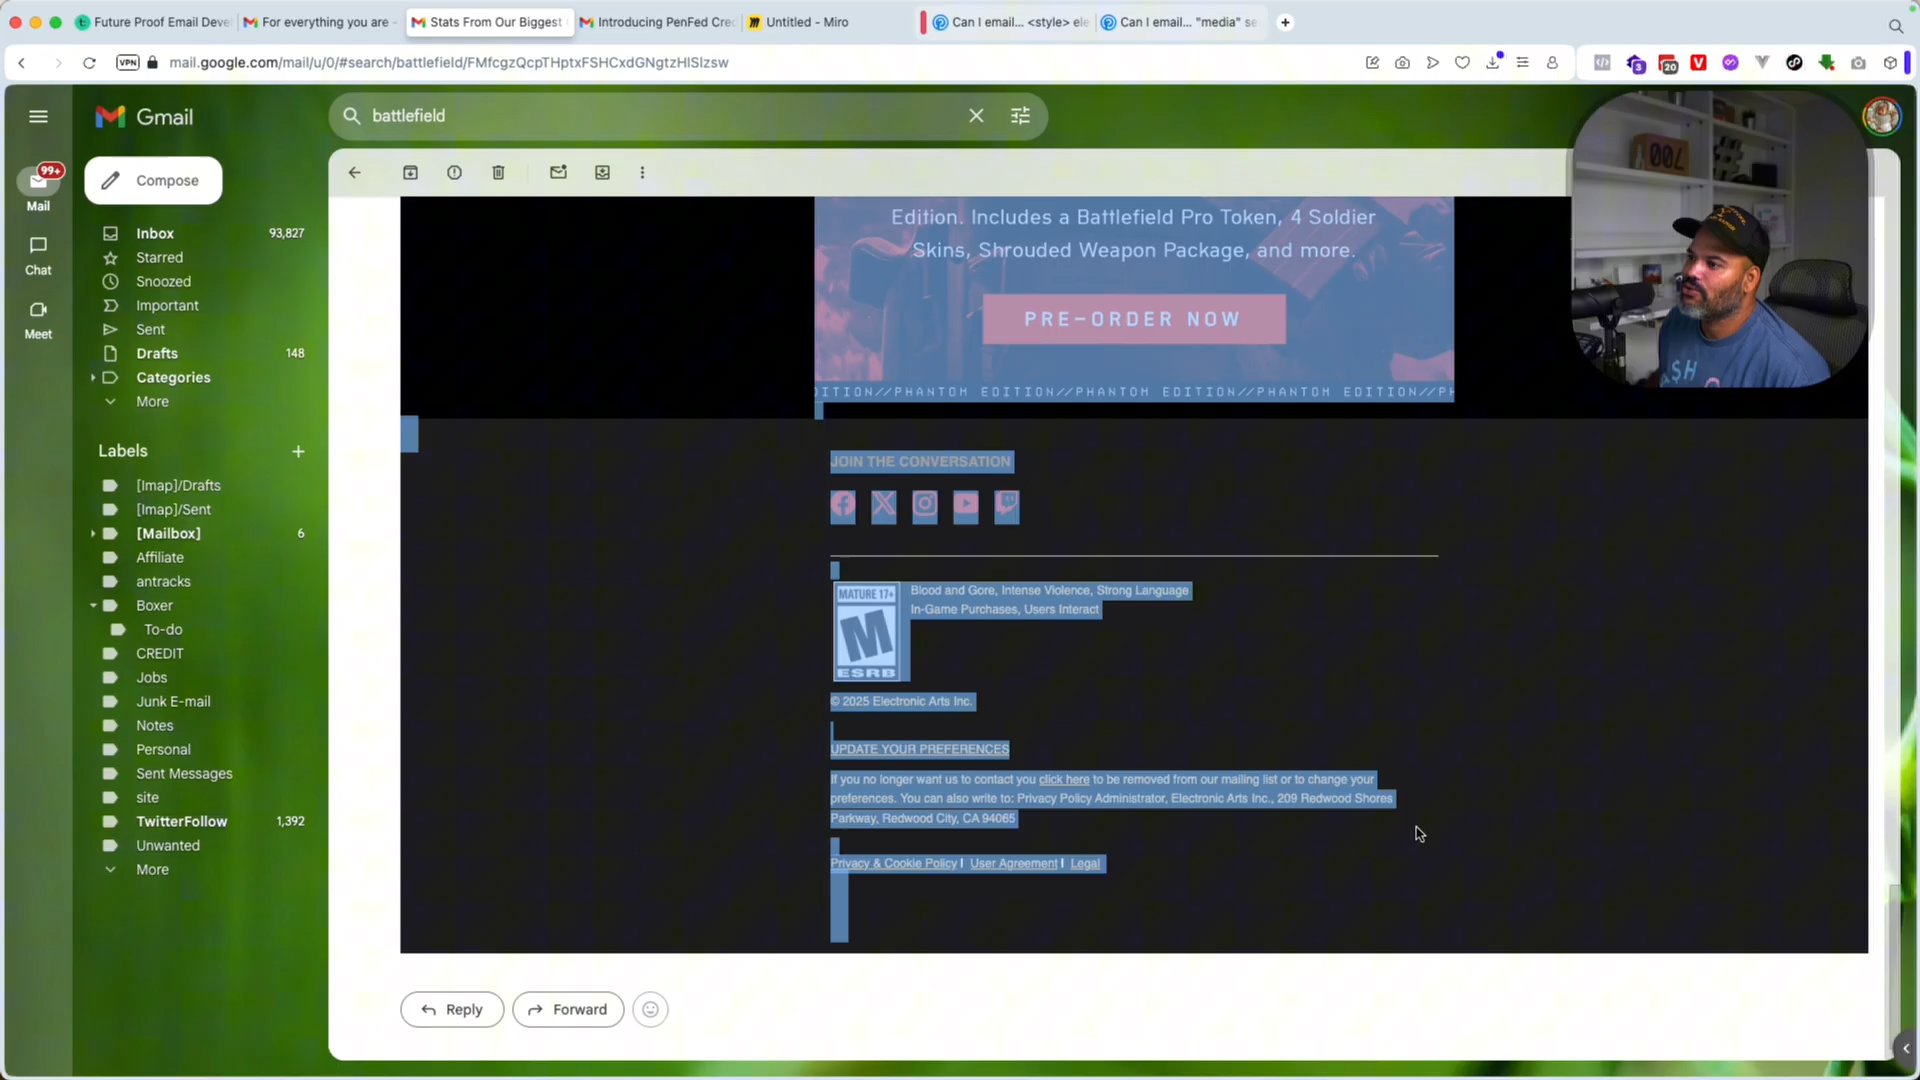 Future Proof Email Deve
For everything you are -
Stats From Our Biggest
Introducing PenFed Cred
Untitled - Miro
Can I email... <style> ele
Can I email... "media" se
VPN
mail.google.com/mail/u/0/#search/battlefield/FMfcgzQcpTHptxFSHCxdGNgtzHlSlzsw
3
20
Gmail
battlefield
99+
Mail
Chat
Meet
Compose
Inbox 93,827
Starred
Snoozed
Important
Sent
Drafts 148
Categories
More
Labels
[Imap]/Drafts
[Imap]/Sent
[Mailbox] 6
Affiliate
antracks
Boxer
To-do
CREDIT
Jobs
Junk E-mail
Notes
Personal
Sent Messages
site
TwitterFollow 1,392
Unwanted
More
Edition. Includes a Battlefield Pro Token, 4 Soldier
Skins, Shrouded Weapon Package, and more.
PRE-ORDER NOW
DITION//PHANTOM EDITION//PHANTOM EDITION//PHANTOM EDITION//PH
JOIN THE CONVERSATION
MATURE 17+
M
ESRB
Blood and Gore, Intense Violence, Strong Language
In-Game Purchases, Users Interact
© 2025 Electronic Arts Inc.
UPDATE YOUR PREFERENCES
If you no longer want us to contact you click here to be removed from our mailing list or to change your
preferences. You can also write to: Privacy Policy Administrator, Electronic Arts Inc., 209 Redwood Shores
Parkway, Redwood City, CA 94065
Privacy & Cookie Policy | User Agreement | Legal
Reply
Forward